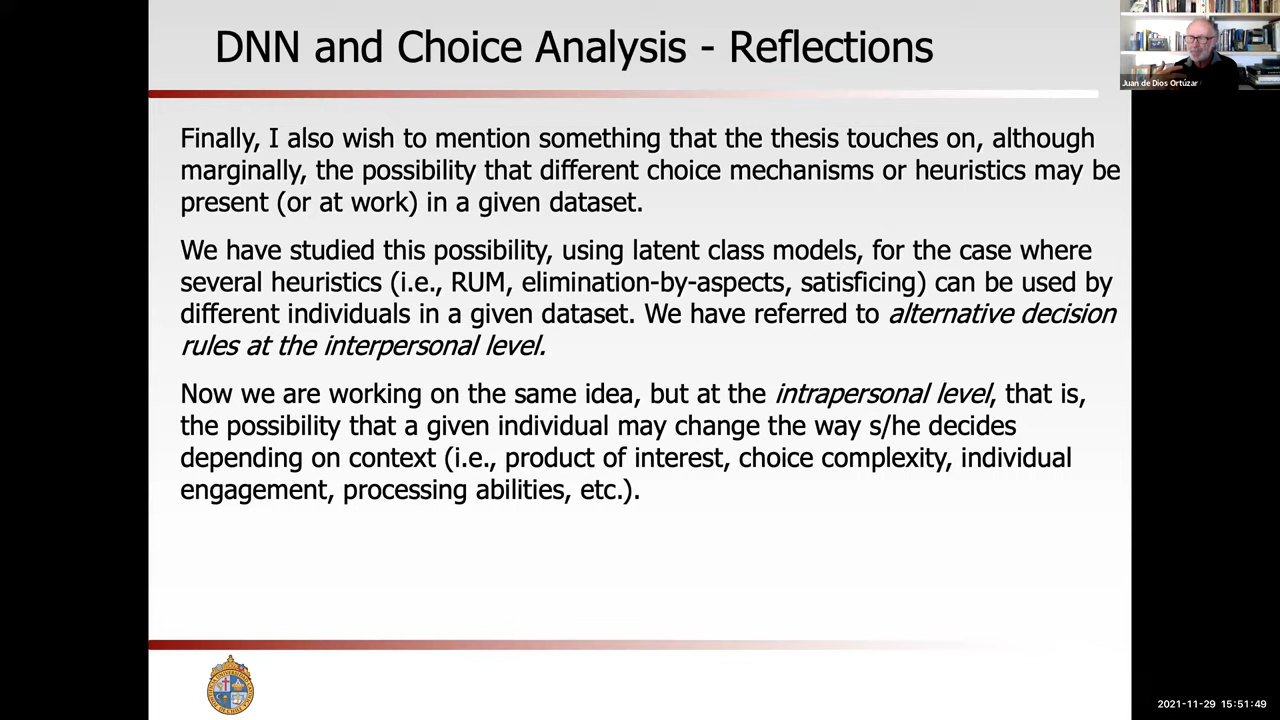 DNN and Choice Analysis - Reflections
Juan de Dios Ortúzar
Finally, I also wish to mention something that the thesis touches on, although
marginally, the possibility that different choice mechanisms or heuristics may be
present (or at work) in a given dataset.
We have studied this possibility, using latent class models, for the case where
several heuristics (i.e., RUM, elimination-by-aspects, satisficing) can be used by
different individuals in a given dataset. We have referred to alternative decision
rules at the interpersonal level.
Now we are working on the same idea, but at the intrapersonal level, that is,
the possibility that a given individual may change the way s/he decides
depending on context (i.e., product of interest, choice complexity, individual
engagement, processing abilities, etc.).
2021-11-29 15:51:49